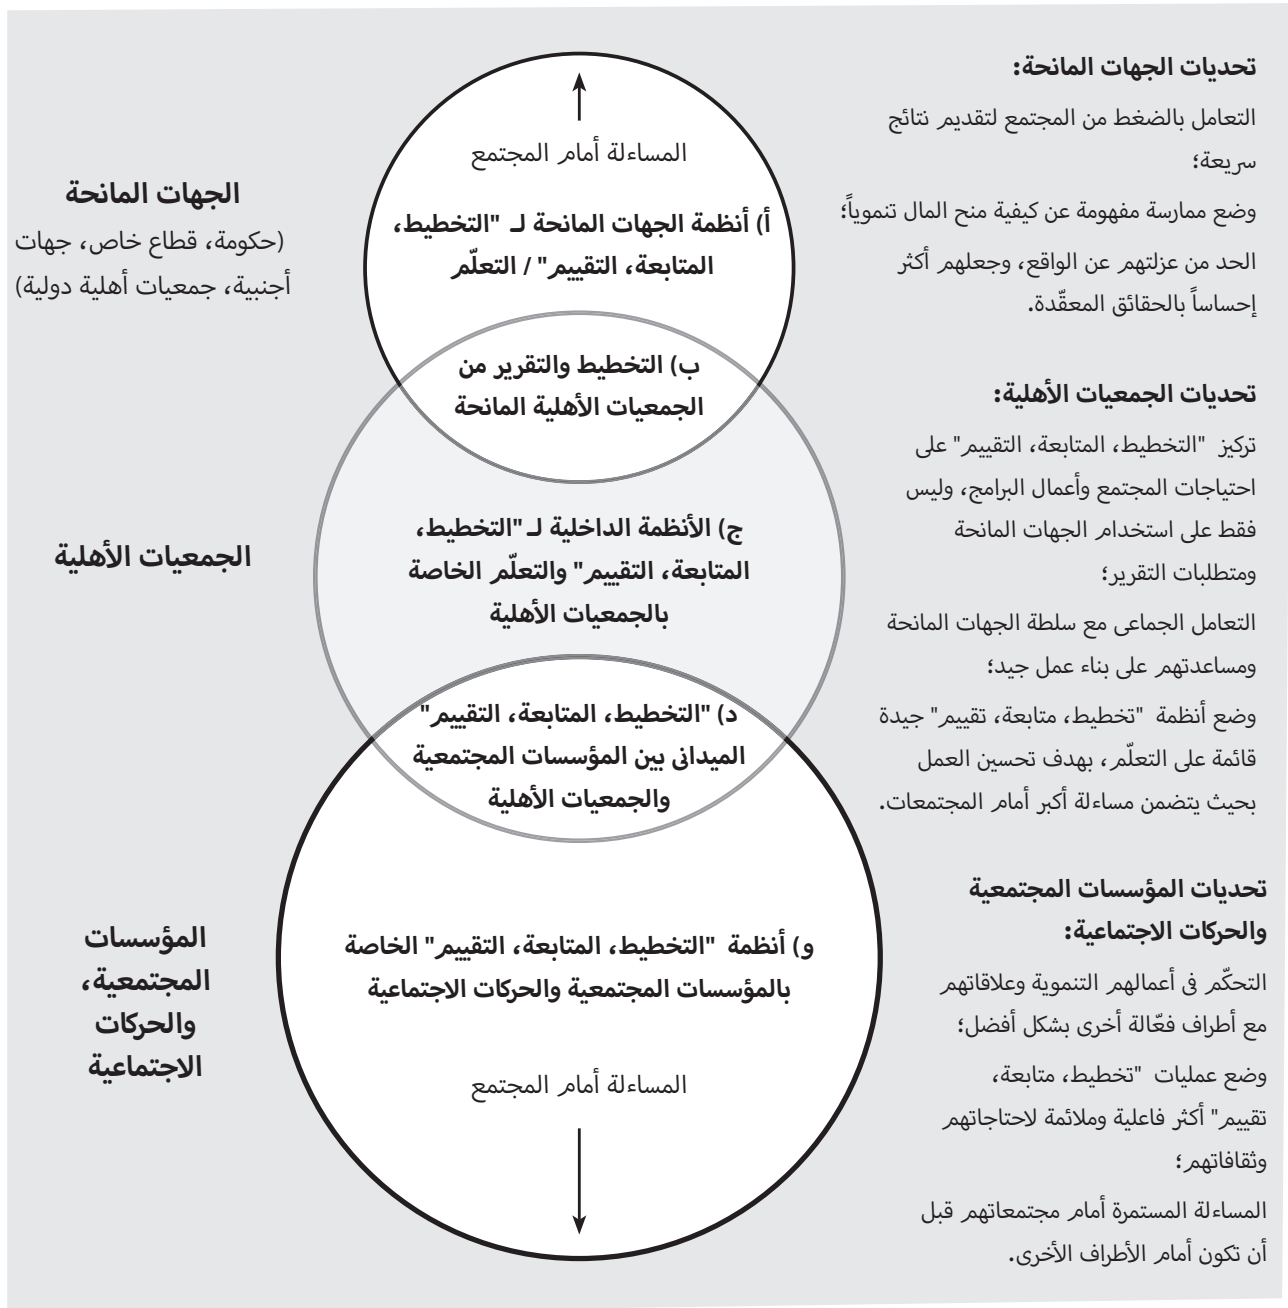 تحديات الجهات المانحة:
التعامل بالضغط من المجتمع لتقديم نتائج
سريعة؛
وضع ممارسة مفهومة عن كيفية منح المال تنموياً؛
الحد من عزلتهم عن الواقع، وجعلهم أكثر
إحساساً بالحقائق المعقّدة.
تحديات الجمعيات الأهلية:
تركيز "التخطيط، المتابعة، التقييم" على
احتياجات المجتمع وأعمال البرامج، وليس
فقط على استخدام الجهات المانحة
ومتطلبات التقرير؛
التعامل الجماعى مع سلطة الجهات المانحة
ومساعدتهم على بناء عمل جيد؛
وضع أنظمة "تخطيط، متابعة، تقييم" جيدة
قائمة على التعلّم، بهدف تحسين العمل
بحيث يتضمن مساءلة أكبر أمام المجتمعات.
تحديات المؤسسات المجتمعية
والحركات الاجتماعية:
التحكّم فى أعمالهم التنموية وعلاقاتهم
مع أطراف فعّالة أخرى بشكل أفضل؛
وضع عمليات "تخطيط، متابعة،
تقييم" أكثر فاعلية وملائمة لاحتاجاتهم
وثقافاتهم؛
المساءلة المستمرة أمام مجتمعاتهم قبل
أن تكون أمام الأطراف الأخرى.
المساءلة أمام المجتمع
أ) أنظمة الجهات المانحة لـ "التخطيط،
المتابعة، التقييم" / التعلّم
ب) التخطيط والتقرير من
الجمعيات الأهلية المانحة
ج) الأنظمة الداخلية لـ "التخطيط،
المتابعة، التقييم" والتعلّم الخاصة
بالجمعيات الأهلية
د) "التخطيط، المتابعة، التقييم"
الميدانى بين المؤسسات المجتمعية
والجمعيات الأهلية
و) أنظمة "التخطيط، المتابعة، التقييم" الخاصة
بالمؤسسات المجتمعية والحركات الاجتماعية
المساءلة أمام المجتمع
الجهات المانحة
(حكومة، قطاع خاص، جهات
أجنبية، جمعيات أهلية دولية)
الجمعيات الأهلية
المؤسسات
المجتمعية،
والحركات
الاجتماعية